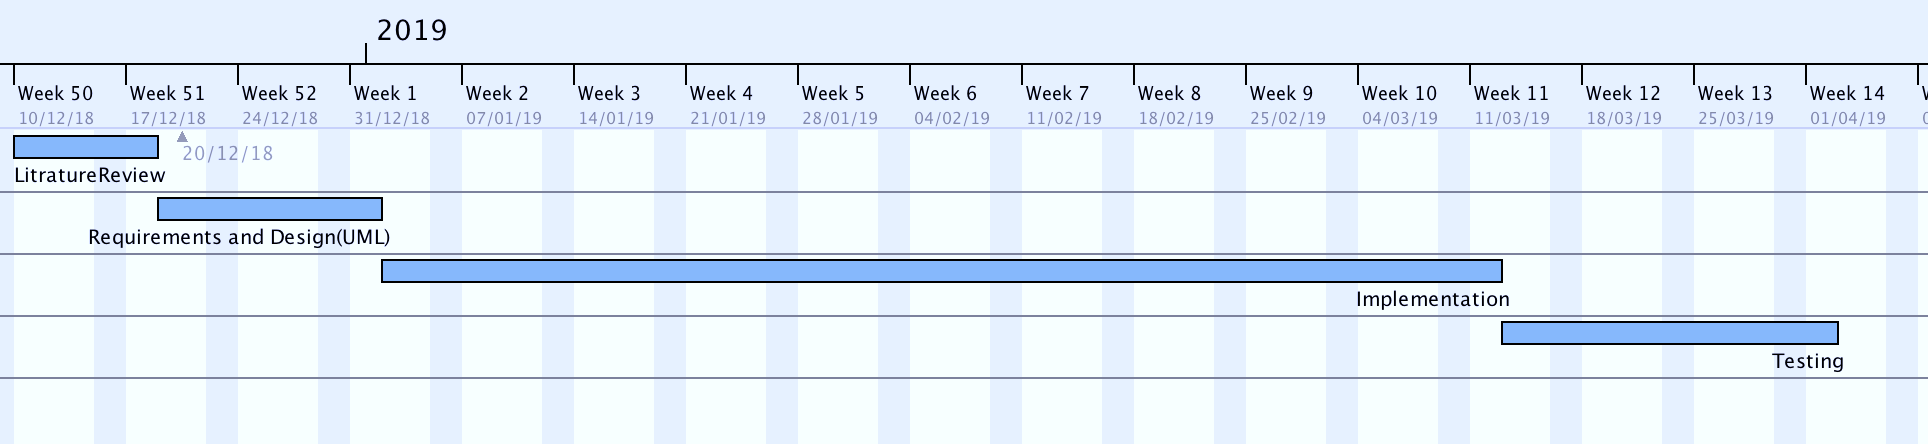 2019
Week 50 Week 51 Week 52 Week 1 Week 2 Week 3 Week 4 Week 5 Week 6 Week 7 Week 8 Week 9 Week 10 Week 11 Week 12 Week 13 Week 14
10/12/18 17/12/18 24/12/18 31/12/18 07/01/19 14/01/19 21/01/19 28/01/19 04/02/19 11/02/19 18/02/19 25/02/19 04/03/19 11/03/19 18/03/19 25/03/19 01/04/19
20/12/18
LitratureReview
Requirements and Design(UML)
Implementation
Testing